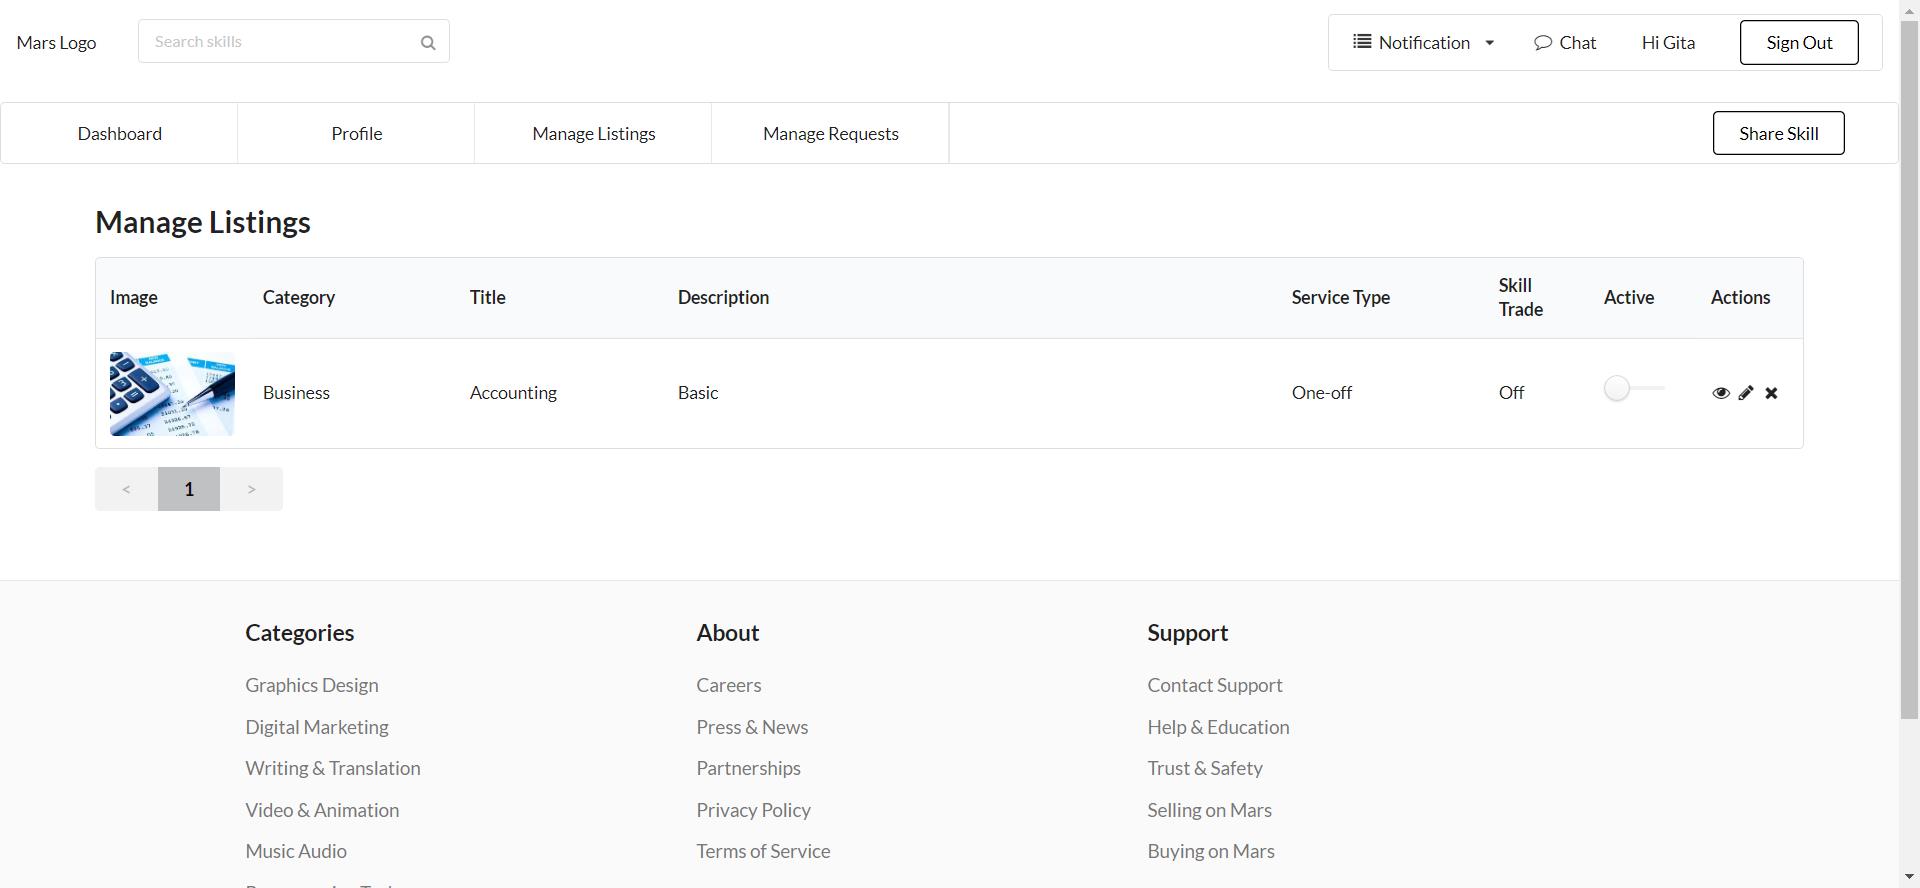 Mars Logo
Search skills
Notification
Chat
Hi Gita
Sign Out
Dashboard
Profile
Manage Listings
Manage Requests
Share Skill
Manage Listings
Image
Category
Title
Description
Service Type
Skill
Trade
Active
Actions
Business
Accounting
Basic
One-off
Off
<
1
>
Categories
About
Support
Graphics Design
Careers
Contact Support
Digital Marketing
Press & News
Help & Education
Writing & Translation
Partnerships
Trust & Safety
Video & Animation
Privacy Policy
Selling on Mars
Music Audio
Terms of Service
Buying on Mars